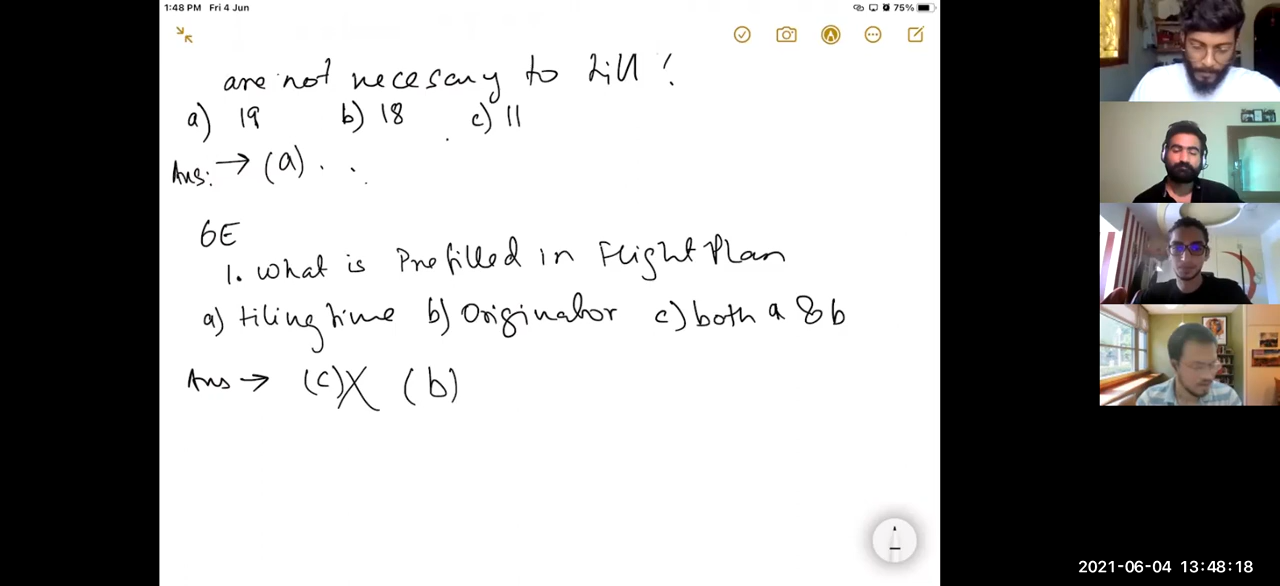 1:48 PM Fri 4 Jun
75%
are not necesary to fill ?
a) 19 b) 18 c) 11
Ans: → (a) . .
6E
1. What is Prefilled in Flight Plan
a) filing time b) Originator c) both a & b
Ans → (c)X (b)
2021-06-04 13:48:18